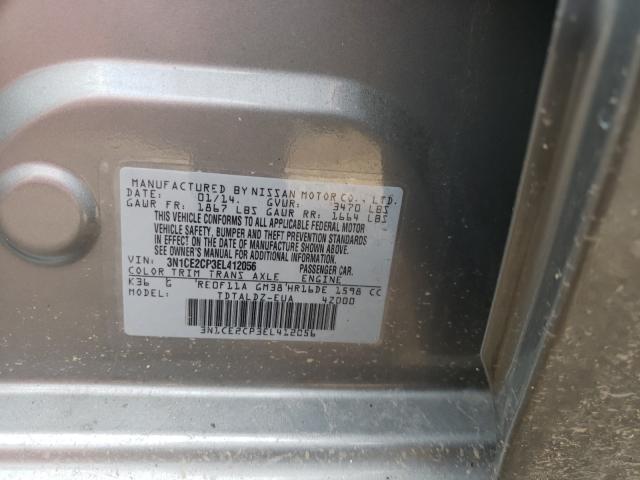 MANUFACTURED BY NISSAN MOTOR CO., LTD.
DATE: 01/14. GVWR: 3470 LBS
GAWR FR: 1867 LBS GAWR RR: 1664 LBS
THIS VEHICLE CONFORMS TO ALL APPLICABLE FEDERAL MOTOR
VEHICLE SAFETY, BUMPER AND THEFT PREVENTION STANDARDS
IN EFFECT ON THE DATE OF MANUFACTURE SHOWN ABOVE.
SEE OWNER'S MANUAL FOR ADDITIONAL INFORMATION.
VIN: 3N1CE2CP3EL412056 PASSENGER CAR.
COLOR TRIM TRANS AXLE ENGINE
K36 G RE0F11A GM38 HR16DE 1598 CC
MODEL: TDTALDZ-EUA 42000
3N1CE2CP3EL412056